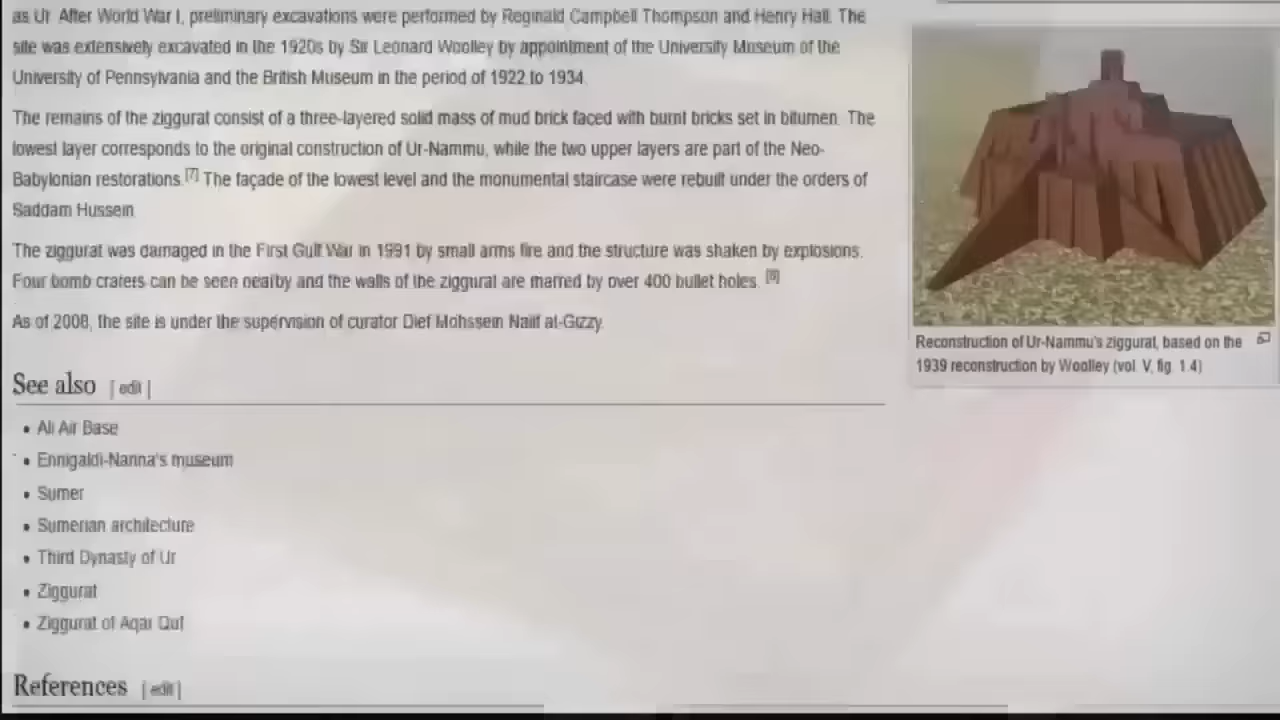 as Ur. After World War I, preliminary excavations were performed by Reginald Campbell Thompson and Henry Hall. The
site was extensively excavated in the 1920s by Sir Leonard Woolley by appointment of the University Museum of the
University of Pennsylvania and the British Museum in the period of 1922 to 1934.
The remains of the ziggurat consist of a three-layered solid mass of mud brick faced with burnt bricks set in bitumen. The
lowest layer corresponds to the original construction of Ur-Nammu, while the two upper layers are part of the Neo-
Babylonian restorations.[7] The façade of the lowest level and the monumental staircase were rebuilt under the orders of
Saddam Hussein.
The ziggurat was damaged in the First Gulf War in 1991 by small arms fire and the structure was shaken by explosions.
Four bomb craters can be seen nearby and the walls of the ziggurat are marred by over 400 bullet holes.
As of 2008, the site is under the supervision of curator Dief Mohssein Naiif al-Gizzy.
See also [ edit ]
Ali Air Base
Ennigaldi-Nanna's museum
Sumer
Sumerian architecture
Third Dynasty of Ur
Ziggurat
Ziggurat of Aqar Quf
References [ edit ]
Reconstruction of Ur-Nammu's ziggurat, based on the
1939 reconstruction by Woolley (vol. V, fig. 1.4)